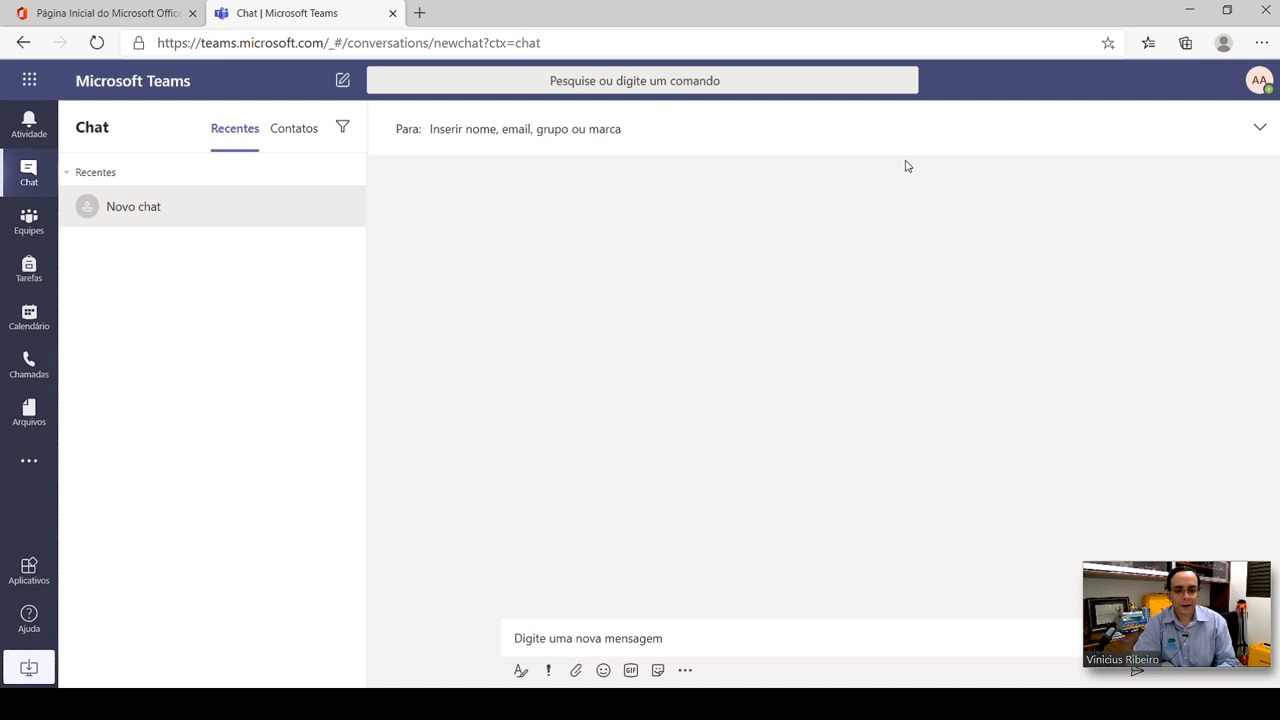 Página Inicial do Microsoft Office
Chat | Microsoft Teams
https://teams.microsoft.com/_#/conversations/newchat?ctx=chat
Microsoft Teams
Pesquise ou digite um comando
AA
Atividade
Chat
Recentes
Contatos
Para: Inserir nome, email, grupo ou marca
Chat
Recentes
Novo chat
Equipes
Tarefas
Calendário
Chamadas
Arquivos
Aplicativos
Ajuda
Digite uma nova mensagem
GIF
Vinicius Ribeiro